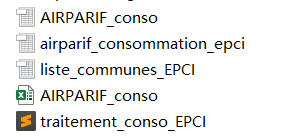 AIRPARIF_conso
airparif_consommation_epci
liste_communes_EPCI
AIRPARIF_conso
traitement_conso_EPCI